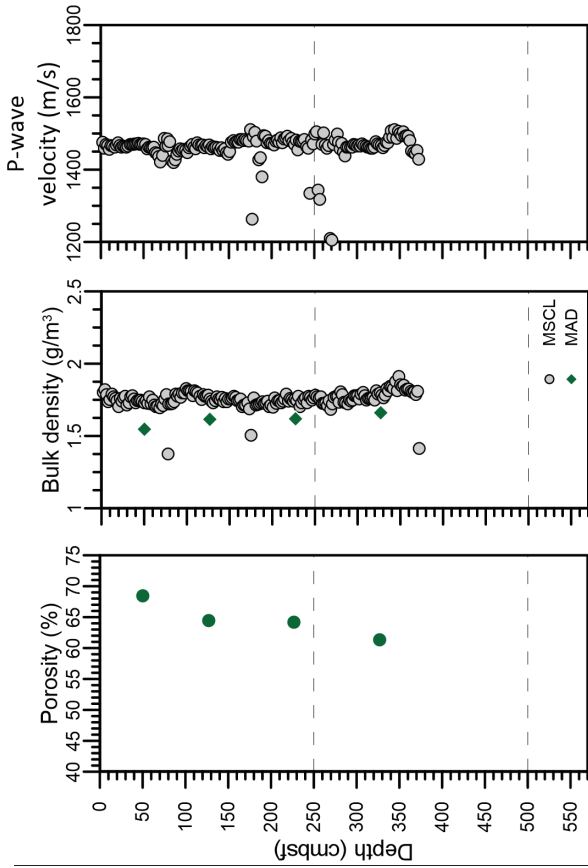 Porosity (%)
40 45 50 55 60 65 70 75
Bulk density (g/m³)
1 1.5 2 2.5
P-wave
velocity (m/s)
1200 1400 1600 1800
Depth (cmbsf)
0
50
100
150
200
250
300
350
400
450
500
550
MSCL
MAD